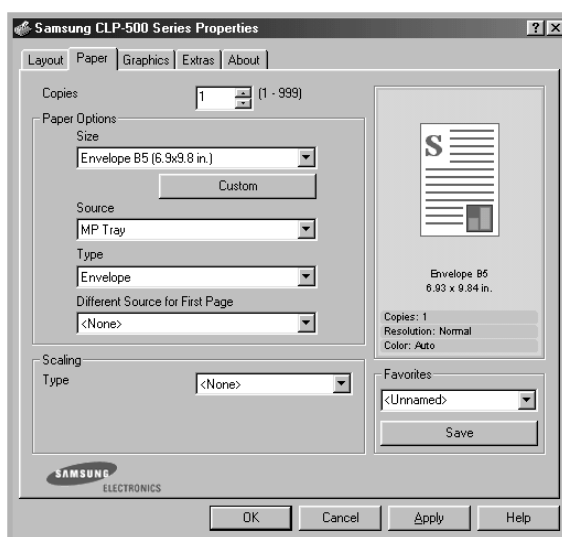 Samsung CLP-500 Series Properties
Layout Paper Graphics Extras About
Copies 1 (1 - 999)
Paper Options
Size
Envelope B5 (6.9x9.8 in.)
Custom
Source
MP Tray
Type
Envelope
Different Source for First Page
<None>
Scaling
Type <None>
S
Envelope B5
6.93 x 9.84 in.
Copies: 1
Resolution: Normal
Color: Auto
Favorites
<Unnamed>
Save
SAMSUNG
ELECTRONICS
OK Cancel Apply Help